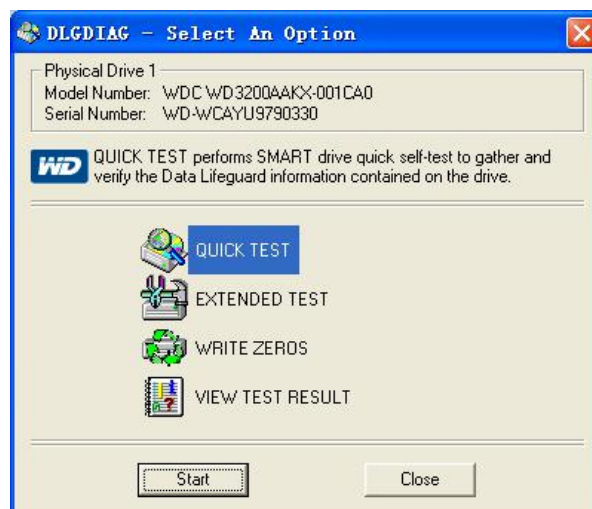 DLGDIAG - Select An Option
Physical Drive 1
Model Number: WDC WD3200AAKX-001CA0
Serial Number: WD-WCAYU9790330
WD
QUICK TEST performs SMART drive quick self-test to gather and
verify the Data Lifeguard information contained on the drive.
QUICK TEST
EXTENDED TEST
WRITE ZEROS
VIEW TEST RESULT
Start Close